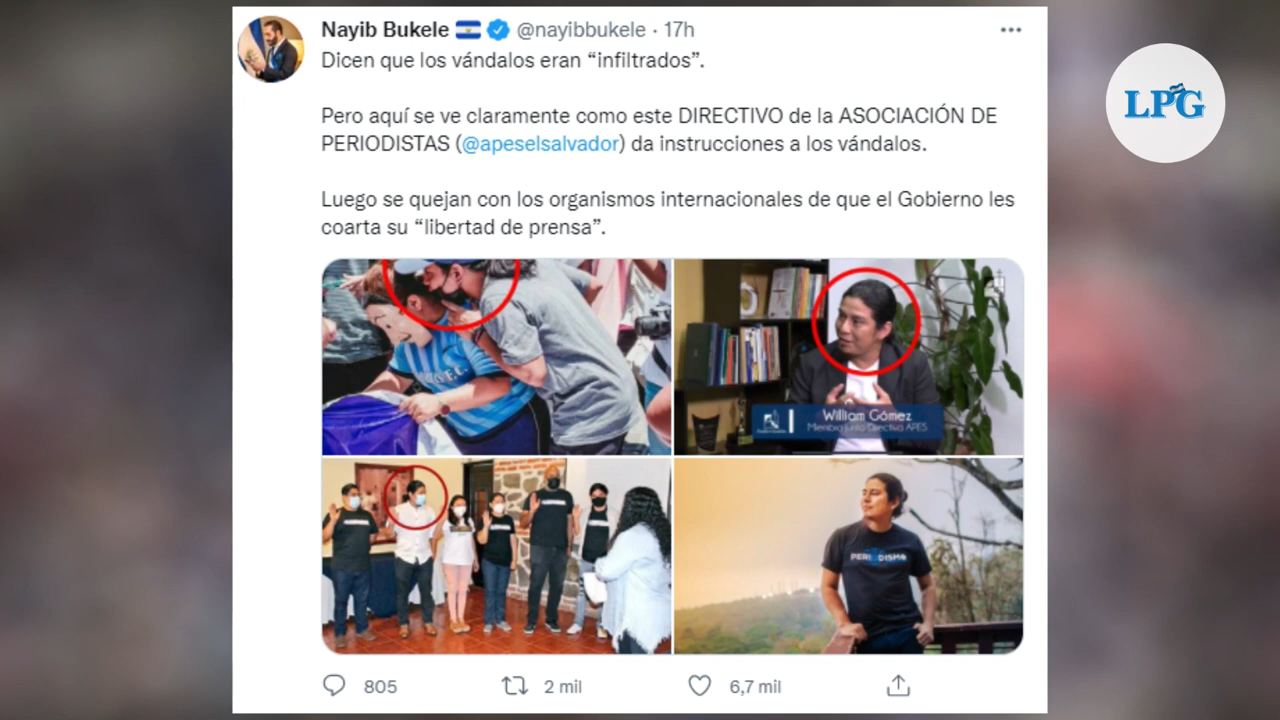 Nayib Bukele @nayibbukele · 17h
Dicen que los vándalos eran “infiltrados”.
Pero aquí se ve claramente como este DIRECTIVO de la ASOCIACIÓN DE
PERIODISTAS (@apeselsalvador) da instrucciones a los vándalos.
Luego se quejan con los organismos internacionales de que el Gobierno les
coarta su “libertad de prensa”.
LPG
William Gómez
Miembro Junta Directiva APES
PERIODISMO
805
2 mil
6,7 mil